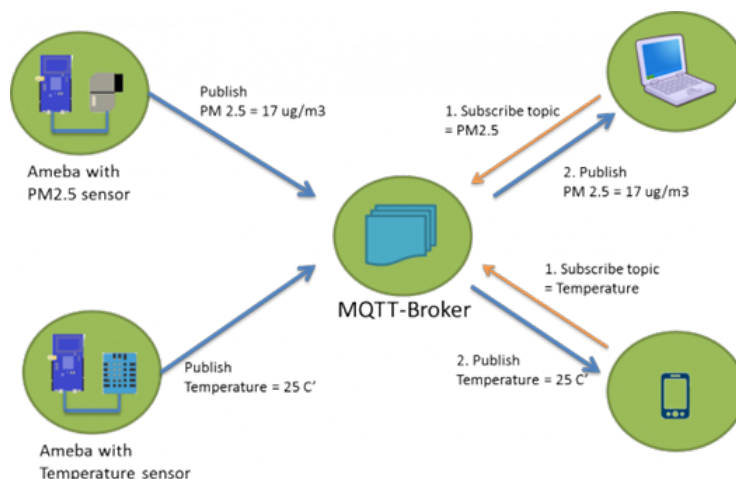 Publish
PM 2.5 = 17 ug/m3
Ameba with
PM2.5 sensor
1. Subscribe topic
= PM2.5
2. Publish
PM 2.5 = 17 ug/m3
MQTT-Broker
1. Subscribe topic
= Temperature
Publish
Temperature = 25 C'
2. Publish
Temperature = 25 C'
Ameba with
Temperature sensor